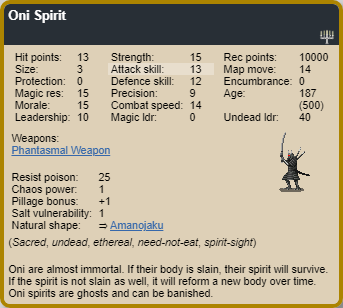 Oni Spirit
Hit points: 13 Strength: 15 Rec points: 10000
Size: 3 Attack skill: 13 Map move: 14
Protection: 0 Defence skill: 12 Encumbrance: 0
Magic res: 15 Precision: 9 Age: 187
Morale: 15 Combat speed: 14 (500)
Leadership: 10 Magic ldr: 0 Undead ldr: 40
Weapons:
Phantasmal Weapon
Resist poison: 25
Chaos power: 1
Pillage bonus: +1
Salt vulnerability: 1
Natural shape: ⇒ Amanojaku
(Sacred, undead, ethereal, need-not-eat, spirit-sight)
Oni are almost immortal. If their body is slain, their spirit will survive.
If the spirit is not slain as well, it will reform a new body over time.
Oni spirits are ghosts and can be banished.